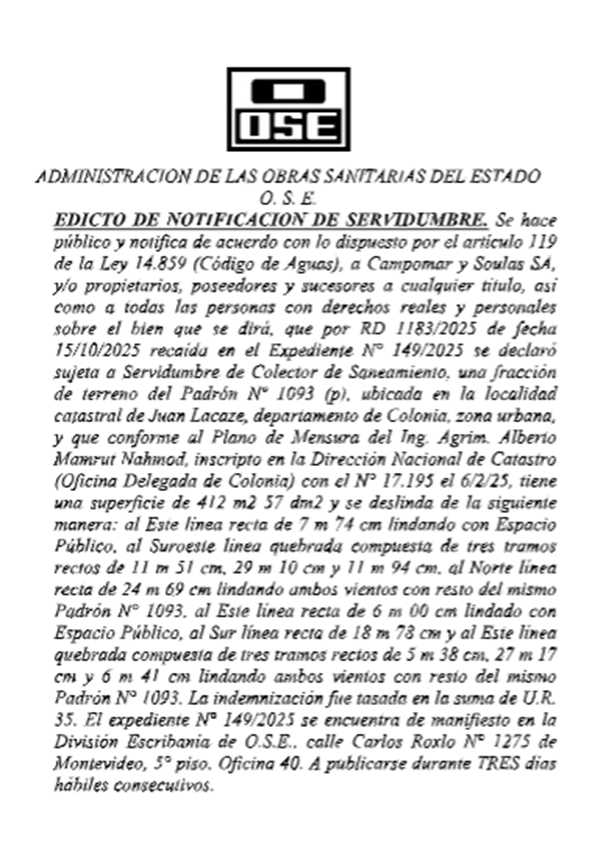 OSE
ADMINISTRACION DE LAS OBRAS SANITARIAS DEL ESTADO
O. S. E.
EDICTO DE NOTIFICACION DE SERVIDUMBRE. Se hace
público y notifica de acuerdo con lo dispuesto por el artículo 119
de la Ley 14.859 (Código de Aguas), a Campomar y Soulas SA,
y/o propietarios, poseedores y sucesores a cualquier título, así
como a todas las personas con derechos reales y personales
sobre el bien que se dirá, que por RD 1183/2025 de fecha
15/10/2025 recaída en el Expediente N° 149/2025 se declaró
sujeta a Servidumbre de Colector de Saneamiento, una fracción
de terreno del Padrón N° 1093 (p), ubicada en la localidad
catastral de Juan Lacaze, departamento de Colonia, zona urbana,
y que conforme al Plano de Mensura del Ing. Agrim. Alberto
Mamrut Nahmod, inscripto en la Dirección Nacional de Catastro
(Oficina Delegada de Colonia) con el N° 17.195 el 6/2/25, tiene
una superficie de 412 m2 57 dm2 y se deslinda de la siguiente
manera: al Este línea recta de 7 m 74 cm lindando con Espacio
Público, al Suroeste línea quebrada compuesta de tres tramos
rectos de 11 m 51 cm, 29 m 10 cm y 11 m 94 cm, al Norte línea
recta de 24 m 69 cm lindando ambos vientos con resto del mismo
Padrón N° 1093, al Este línea recta de 6 m 00 cm lindado con
Espacio Público, al Sur línea recta de 18 m 78 cm y al Este línea
quebrada compuesta de tres tramos rectos de 5 m 38 cm, 27 m 17
cm y 6 m 41 cm lindando ambos vientos con resto del mismo
Padrón N° 1093. La indemnización fue tasada en la suma de U.R.
35. El expediente N° 149/2025 se encuentra de manifiesto en la
División Escribanía de O.S.E., calle Carlos Roxlo N° 1275 de
Montevideo, 5° piso. Oficina 40. A publicarse durante TRES días
hábiles consecutivos.